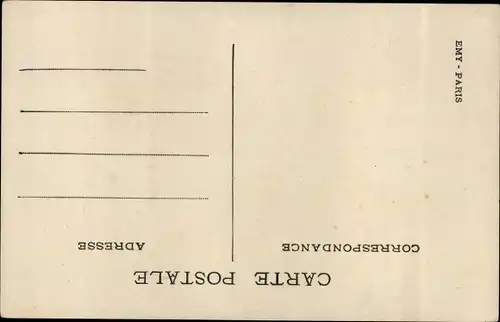 CARTE POSTALE
CORRESPONDANCE
ADRESSE
EMY - PARIS